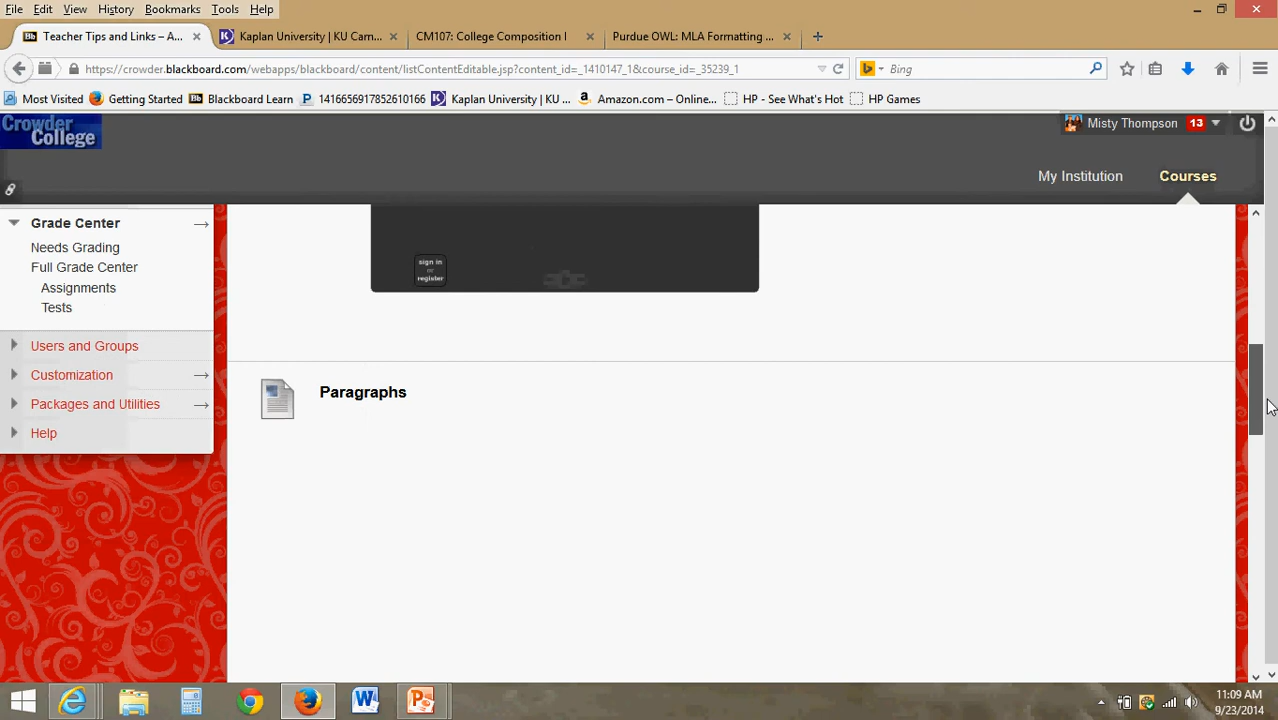 File Edit View History Bookmarks Tools Help
Bb Teacher Tips and Links – A... × K Kaplan University | KU Cam... × CM107: College Composition I × Purdue OWL: MLA Formatting ... × +
https://crowder.blackboard.com/webapps/blackboard/content/listContentEditable.jsp?content_id=_1410147_1&course_id=_35239_1 Bing
Most Visited Getting Started Bb Blackboard Learn P 1416656917852610166 K Kaplan University | KU ... a Amazon.com – Online... HP - See What's Hot HP Games
Crowder
College
Misty Thompson 13
My Institution Courses
Grade Center
Needs Grading
Full Grade Center
Assignments
Tests
Users and Groups
Customization
Packages and Utilities
Help
sign in
or
register
Paragraphs
11:09 AM
9/23/2014